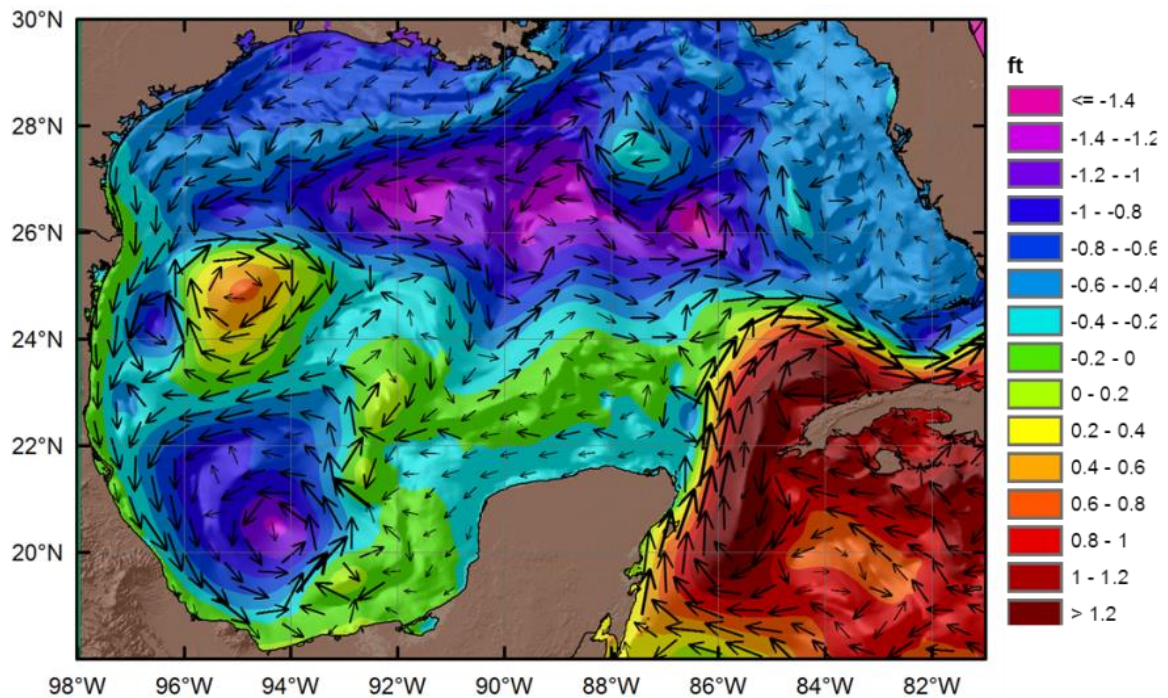 30°N
28°N
26°N
24°N
22°N
20°N
98°W 96°W 94°W 92°W 90°W 88°W 86°W 84°W 82°W
ft
<= -1.4
-1.4 - -1.2
-1.2 - -1
-1 - -0.8
-0.8 - -0.6
-0.6 - -0.4
-0.4 - -0.2
-0.2 - 0
0 - 0.2
0.2 - 0.4
0.4 - 0.6
0.6 - 0.8
0.8 - 1
1 - 1.2
> 1.2